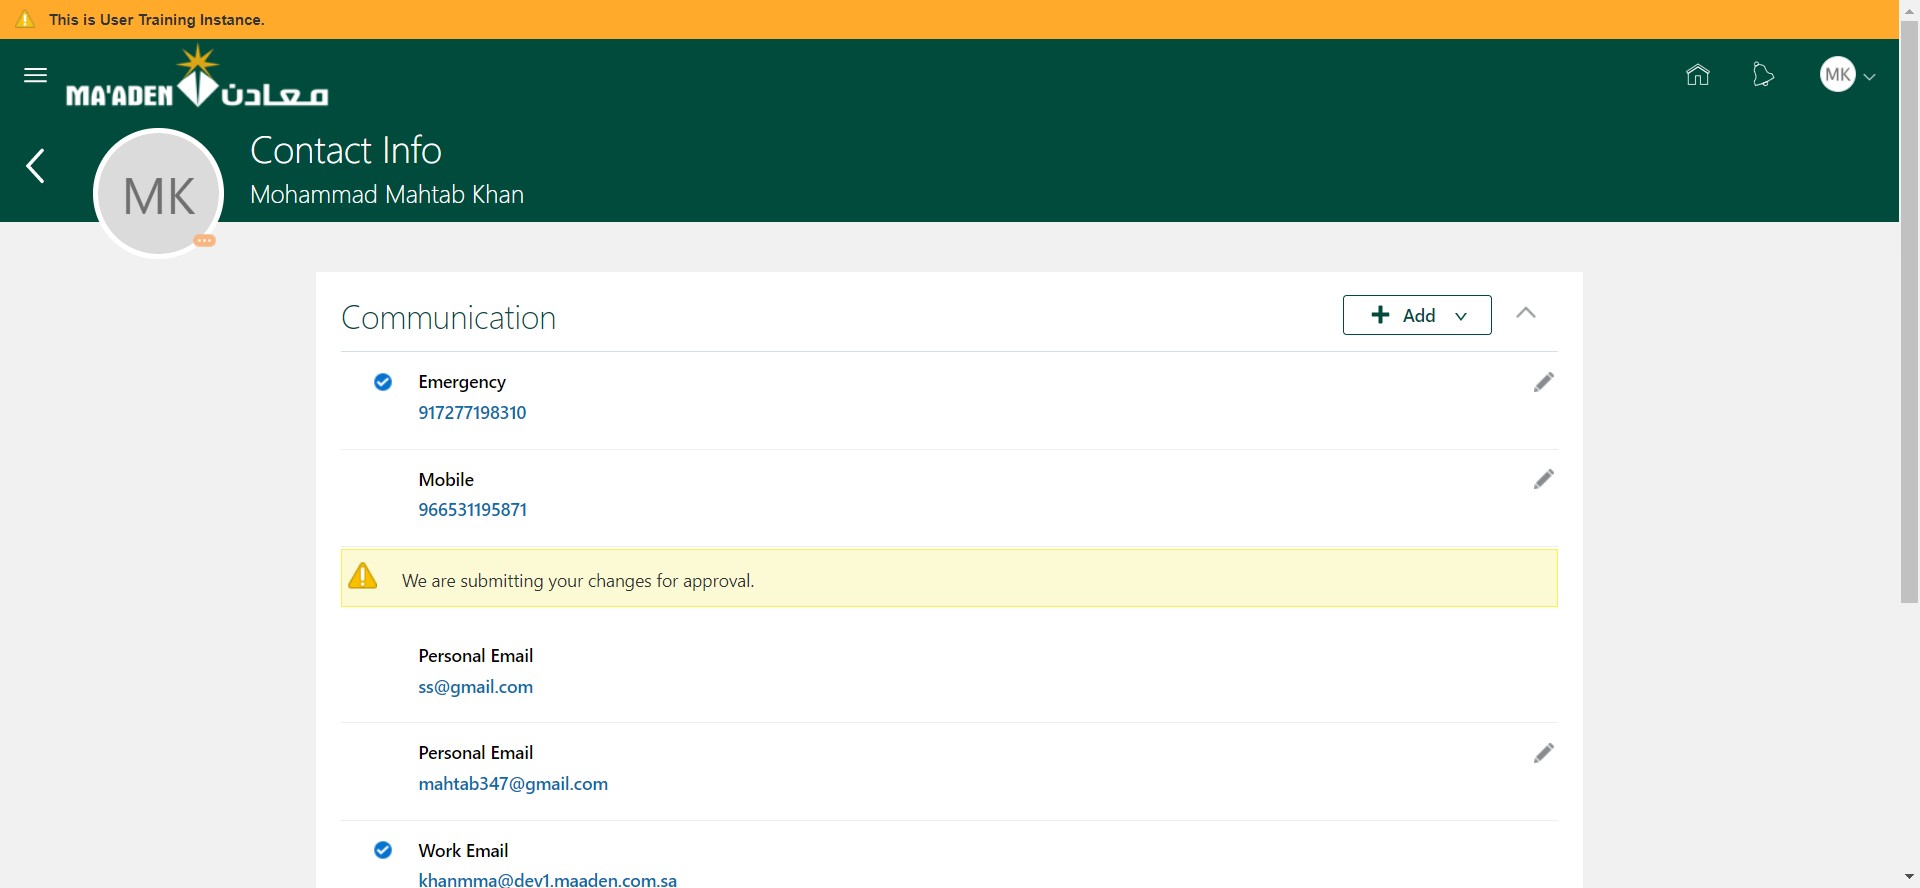 This is User Training Instance.
MA'ADEN معادن
MK
Contact Info
MK
Mohammad Mahtab Khan
Communication
Add
Emergency
917277198310
Mobile
966531195871
We are submitting your changes for approval.
Personal Email
ss@gmail.com
Personal Email
mahtab347@gmail.com
Work Email
khanmma@dev1.maaden.com.sa